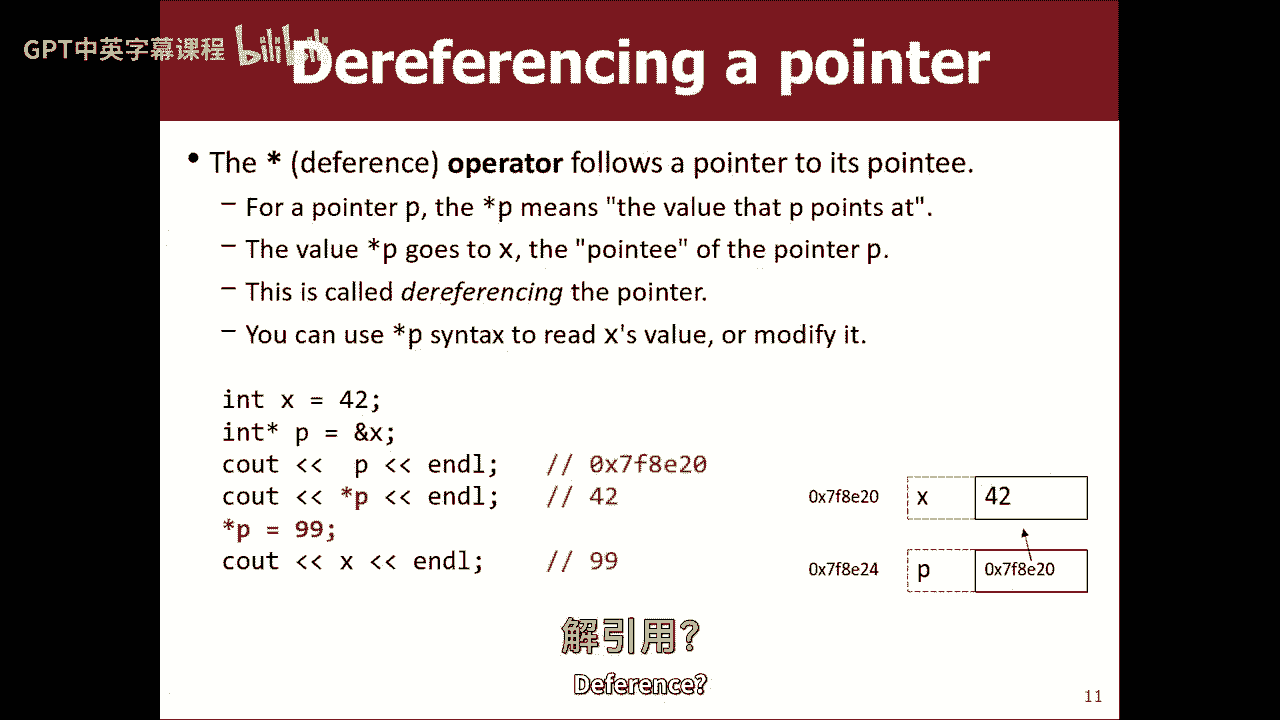 GPT中英字幕课程 bilibili
Dereferencing a pointer
• The * (deference) operator follows a pointer to its pointee.
– For a pointer p, the *p means "the value that p points at".
– The value *p goes to x, the "pointee" of the pointer p.
– This is called dereferencing the pointer.
– You can use *p syntax to read x's value, or modify it.
int x = 42;
int* p = &x;
cout <<  p << endl;   // 0x7f8e20
cout << *p << endl;   // 42
*p = 99;
cout << x << endl;    // 99
0x7f8e20 x 42
0x7f8e24 p 0x7f8e20
解引用?
Deference?
11